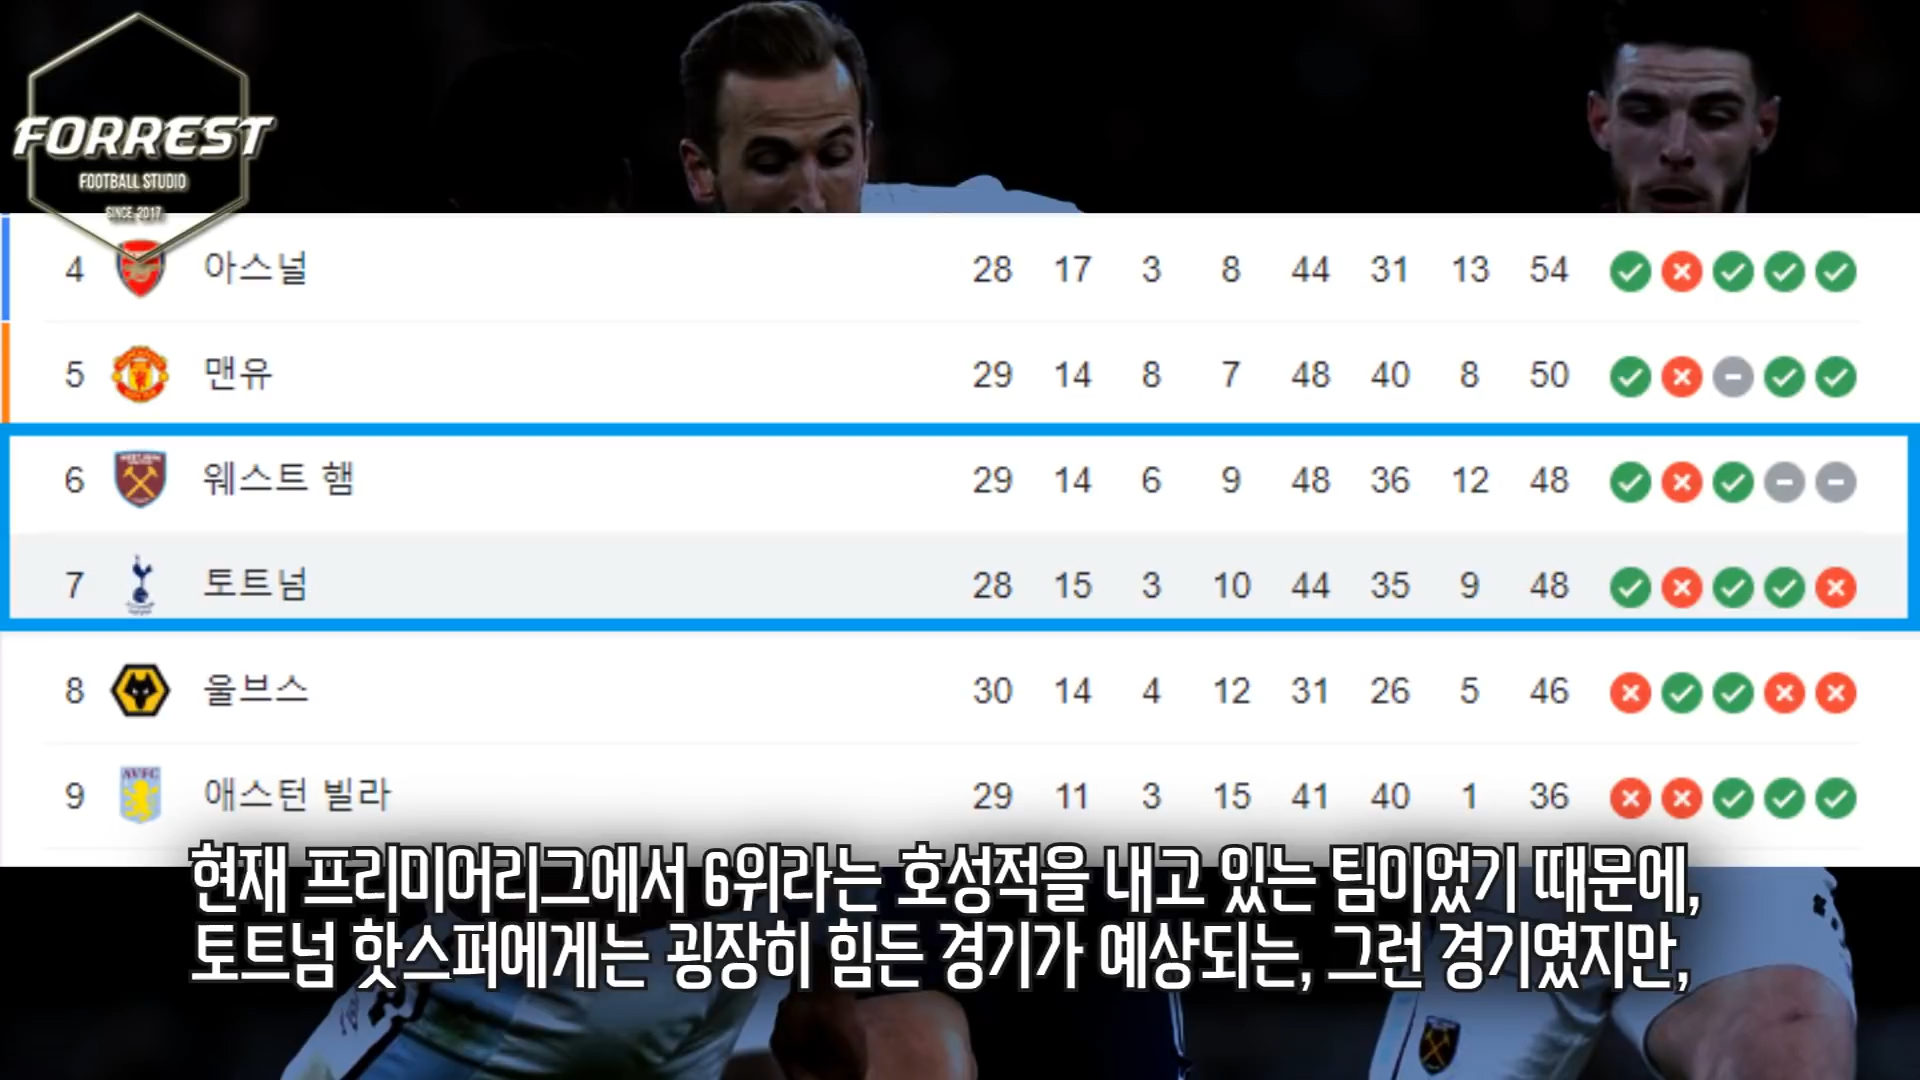 FORREST
FOOTBALL STUDIO
SINCE 2017
4 아스널 28 17 3 8 44 31 13 54
5 맨유 29 14 8 7 48 40 8 50
6 웨스트 햄 29 14 6 9 48 36 12 48
7 토트넘 28 15 3 10 44 35 9 48
8 울브스 30 14 4 12 31 26 5 46
AVFC
9 애스턴 빌라 29 11 3 15 41 40 1 36
현재 프리미어리그에서 6위라는 호성적을 내고 있는 팀이었기 때문에,
토트넘 핫스퍼에게는 굉장히 힘든 경기가 예상되는, 그런 경기였지만,